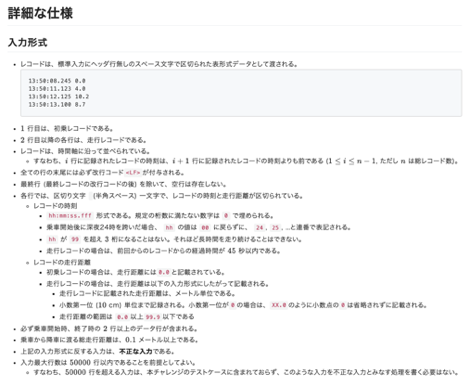 詳細な仕様
入力形式
レコードは、標準入力にヘッダ行無しのスペース文字で区切られた表形式データとして渡される。
13:50:08.245 0.0
13:50:11.123 4.0
13:50:12.125 10.2
13:50:13.100 8.7
1 行目は、初乗レコードである。
2 行目以降の各行は、走行レコードである。
レコードは、時間軸に沿って並べられている。
すなわち、i 行に記録されたレコードの時刻は、i + 1 行に記録されたレコードの時刻よりも前である (1 ≤ i ≤ n − 1, ただし n は総レコード数)。
全ての行の末尾には必ず改行コード <LF> が付与される。
最終行 (最終レコードの改行コードの後) を除いて、空行は存在しない。
各行では、区切り文字 (半角スペース) 一文字で、レコードの時刻と走行距離が区切られている。
レコードの時刻
hh:mm:ss.fff 形式である。規定の桁数に満たない数字は 0 で埋められる。
乗車開始後に深夜24時を跨いだ場合、 hh の値は 00 に戻らずに、 24, 25, …と連番で表記される。
hh が 99 を超え 3 桁になることはない。それほど長時間を走り続けることはできない。
走行レコードの場合は、前回からのレコードからの経過時間が 45 秒以内である。
レコードの走行距離
初乗レコードの場合は、走行距離には 0.0 と記載されている。
走行レコードの場合は、走行距離は以下の入力形式にしたがって記載される。
走行レコードに記載された走行距離は、メートル単位である。
小数第一位 (10 cm) 単位まで記録される。小数第一位が 0 の場合は、 XX.0 のように小数点の 0 は省略されずに記載される。
走行距離の範囲は 0.0 以上 99.9 以下である
必ず乗車開始時、終了時の 2 行以上のデータ行が含まれる。
乗車から降車に渡る総走行距離は、0.1 メートル以上である。
上記の入力形式に反する入力は、不正な入力である。
入力最大行数は 50000 行以内であることを前提としてよい。
すなわち、50000 行を超える入力は、本チャレンジのテストケースに含まれておらず、このような入力を不正な入力とみなす処理を書く必要はない。